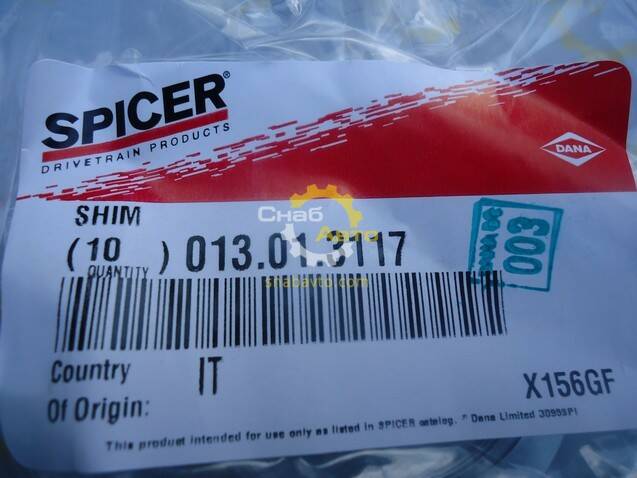 SPICER®
DRIVETRAIN PRODUCTS
DANA
SHIM
(10) 013.01.3117
QUANTITY
003
Снаб
Авто
snabavto.com
Country
Of Origin:
IT
X156GF
This product intended for use only as listed in SPICER catalog. © Dana Limited 30959PI